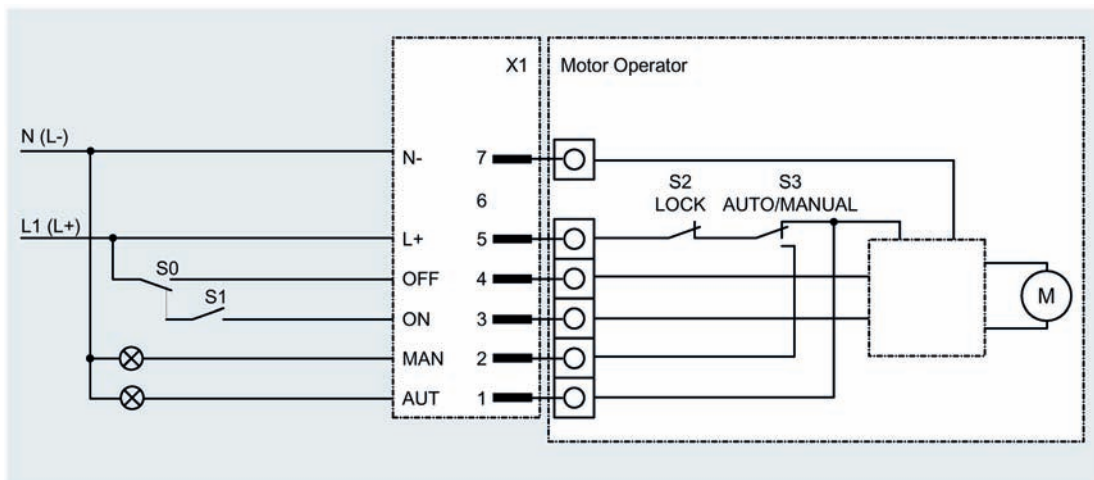 X1
Motor Operator
N (L-)
N- 7
S2 S3
6
LOCK AUTO/MANUAL
L1 (L+)
L+ 5
S0
OFF 4
S1
M
ON 3
MAN 2
AUT 1